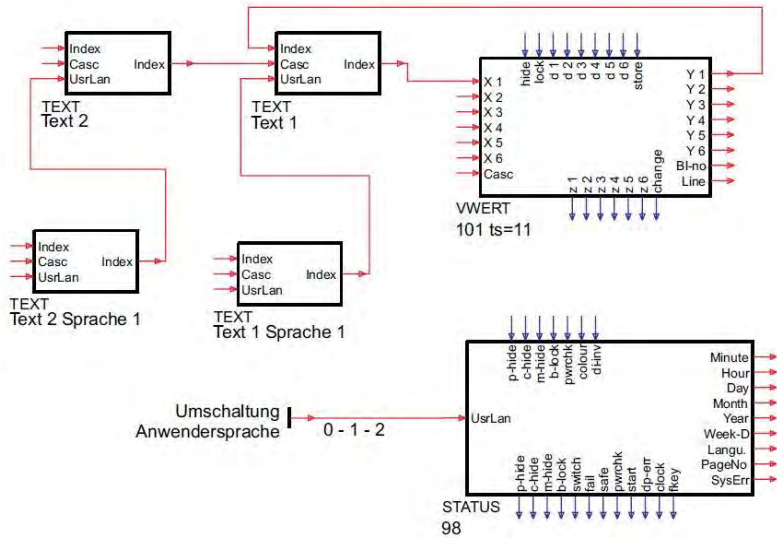 Index
Casc
UsrLan
Index
TEXT
Text 2
Index
Casc
UsrLan
Index
TEXT
Text 1
hide
lock
d 1
d 2
d 3
d 4
d 5
d 6
store
X 1
X 2
X 3
X 4
X 5
X 6
Casc
Y 1
Y 2
Y 3
Y 4
Y 5
Y 6
Bl-no
Line
z 1
z 2
z 3
z 4
z 5
z 6
change
VWERT
101 ts=11
Index
Casc
UsrLan
Index
TEXT
Text 2 Sprache 1
Index
Casc
UsrLan
Index
TEXT
Text 1 Sprache 1
Umschaltung
Anwendersprache
0 - 1 - 2
p-hide
c-hide
m-hide
b-lock
pwrchk
colour
di-inv
UsrLan
Minute
Hour
Day
Month
Year
Week-D
Langu.
PageNo
SysErr
p-hide
c-hide
m-hide
b-lock
switch
fail
safe
pwrchk
start
dp-err
clock
fkey
STATUS
98